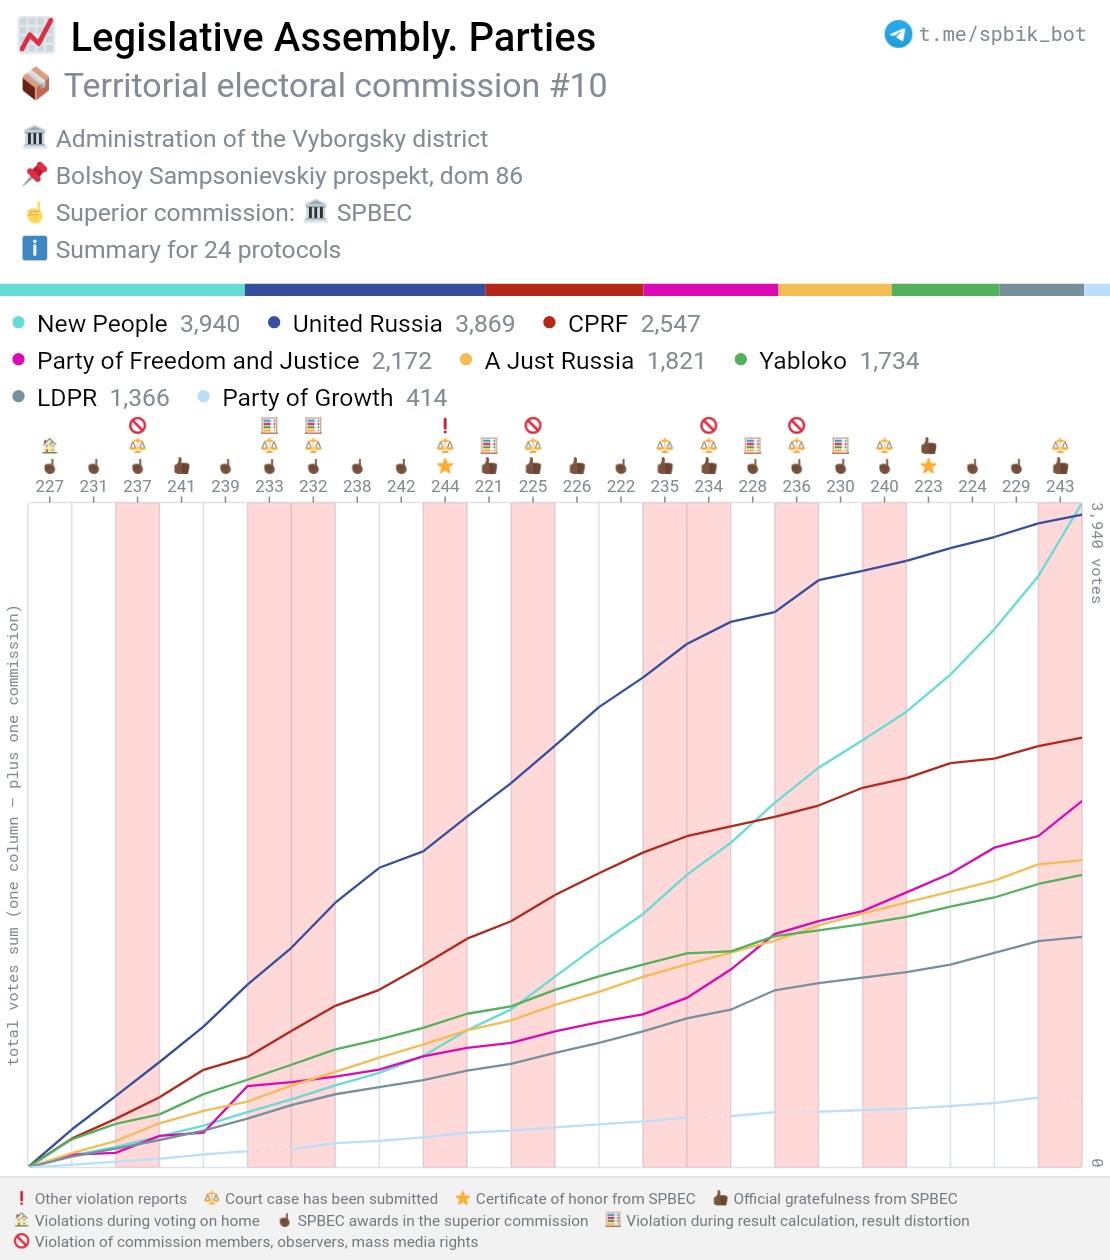 Legislative Assembly. Parties
t.me/spbik_bot
Territorial electoral commission #10
Administration of the Vyborgsky district
Bolshoy Sampsonievskiy prospekt, dom 86
Superior commission: SPBEC
Summary for 24 protocols
New People 3,940 United Russia 3,869 CPRF 2,547
Party of Freedom and Justice 2,172 A Just Russia 1,821 Yabloko 1,734
LDPR 1,366 Party of Growth 414
227 231 237 241 239 233 232 238 242 244 221 225 226 222 235 234 228 236 230 240 223 224 229 243
total votes sum (one column – plus one commission)
3,940 votes
0
Other violation reports Court case has been submitted Certificate of honor from SPBEC Official gratefulness from SPBEC
Violations during voting on home SPBEC awards in the superior commission Violation during result calculation, result distortion
Violation of commission members, observers, mass media rights